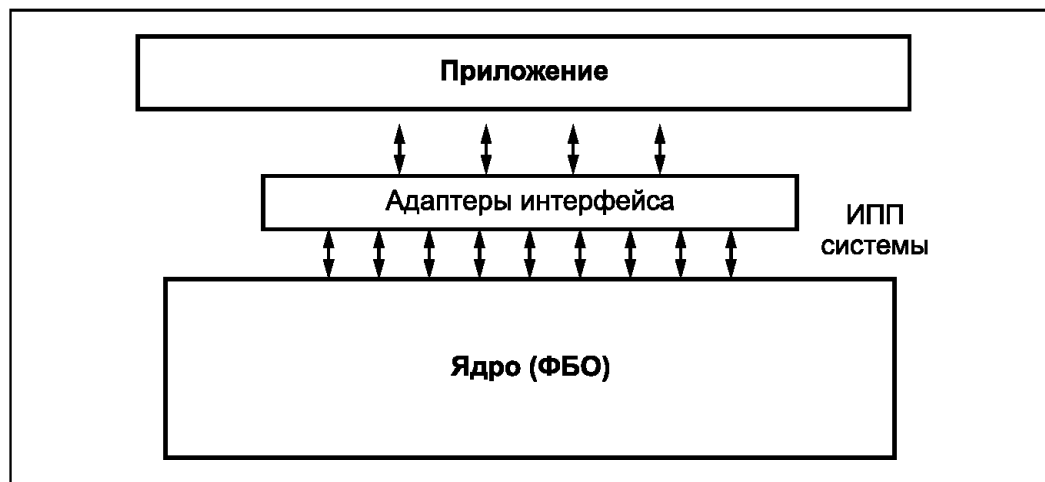 Приложение
Адаптеры интерфейса
ИПП
системы
Ядро (ФБО)